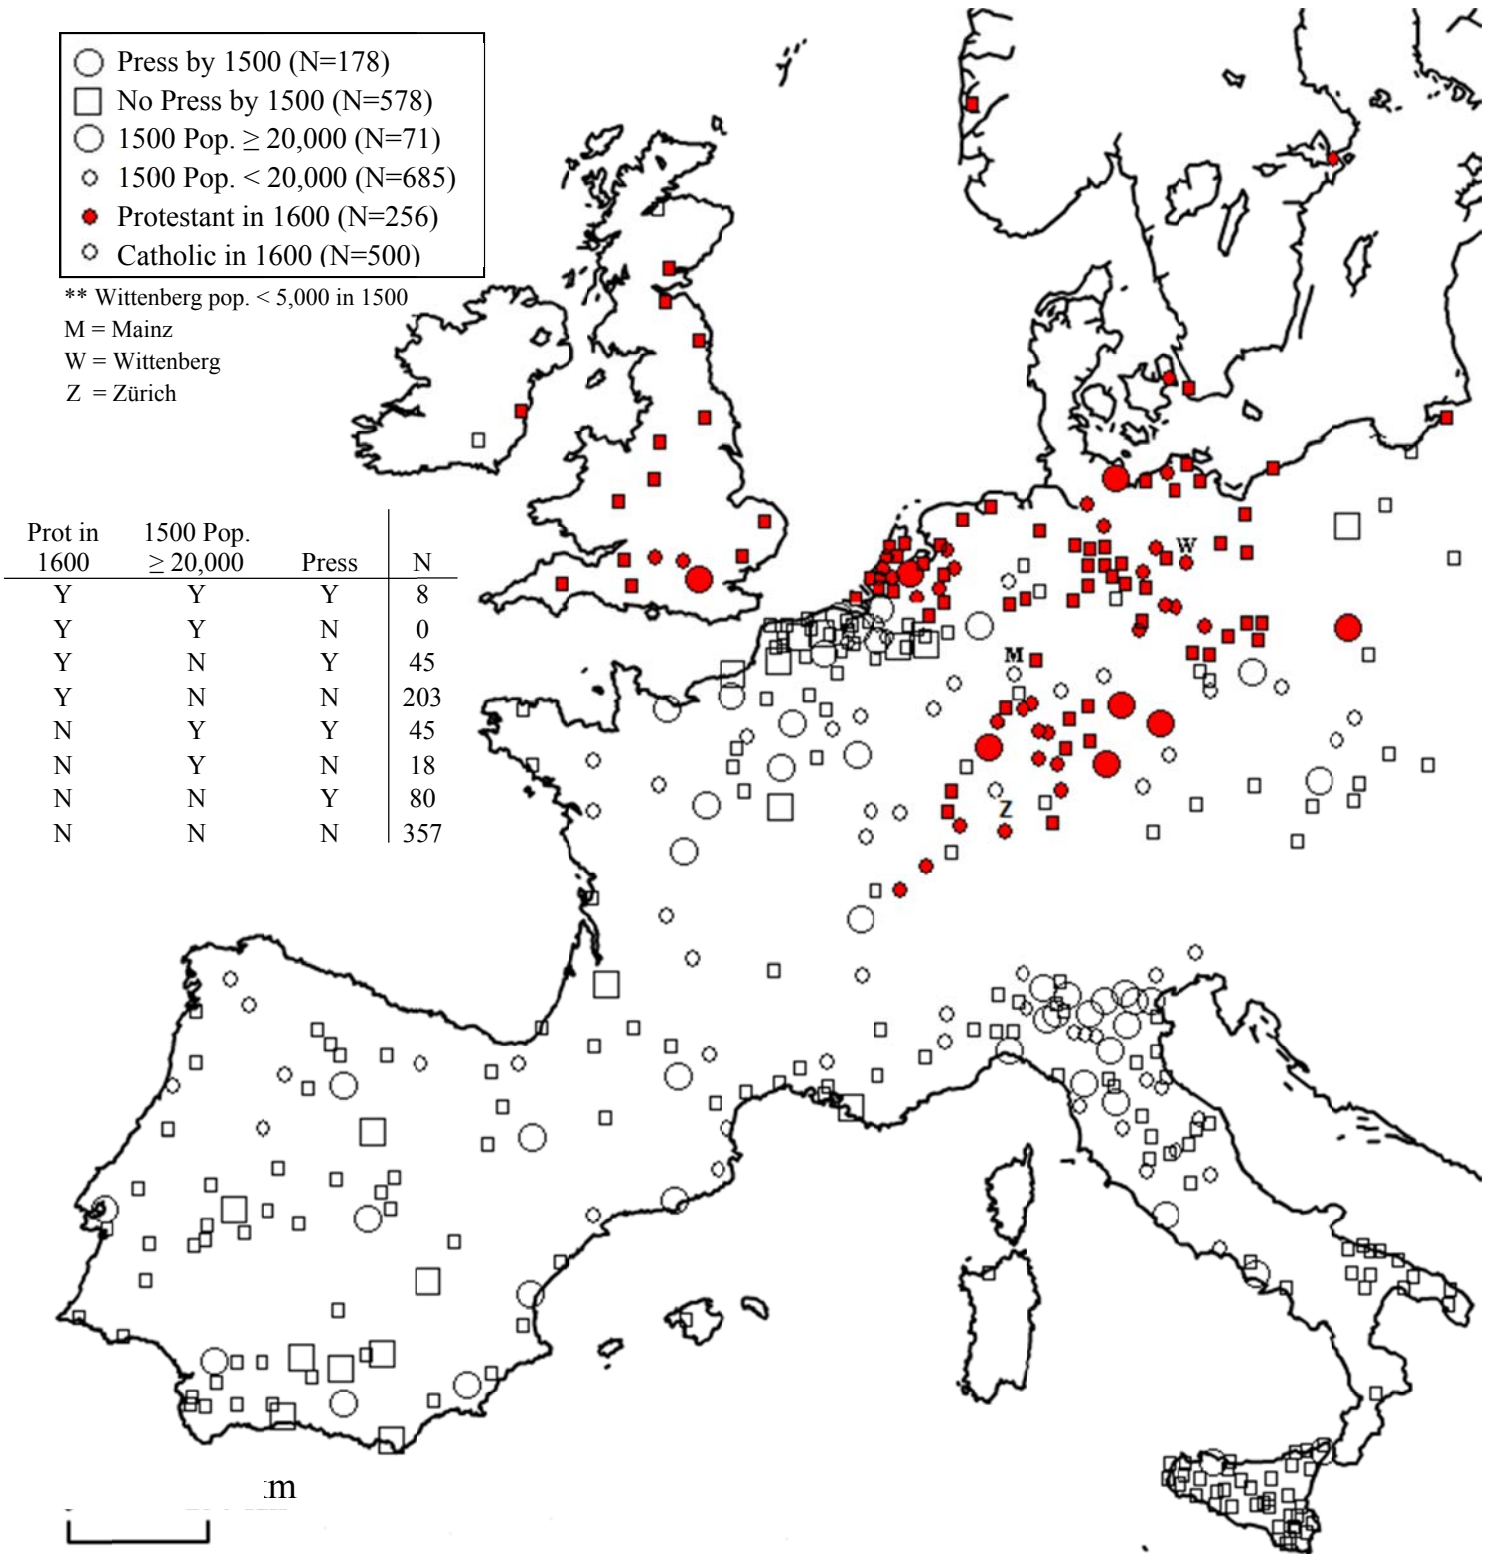 Press by 1500 (N=178)
No Press by 1500 (N=578)
1500 Pop. ≥ 20,000 (N=71)
1500 Pop. < 20,000 (N=685)
Protestant in 1600 (N=256)
Catholic in 1600 (N=500)
** Wittenberg pop. < 5,000 in 1500
M = Mainz
W = Wittenberg
Z = Zürich
Prot in 1500 Pop.
1600 ≥ 20,000 Press N
Y Y Y 8
Y Y N 0
Y N Y 45
Y N N 203
N Y Y 45
N Y N 18
N N Y 80
N N N 357
W
M
Z
m